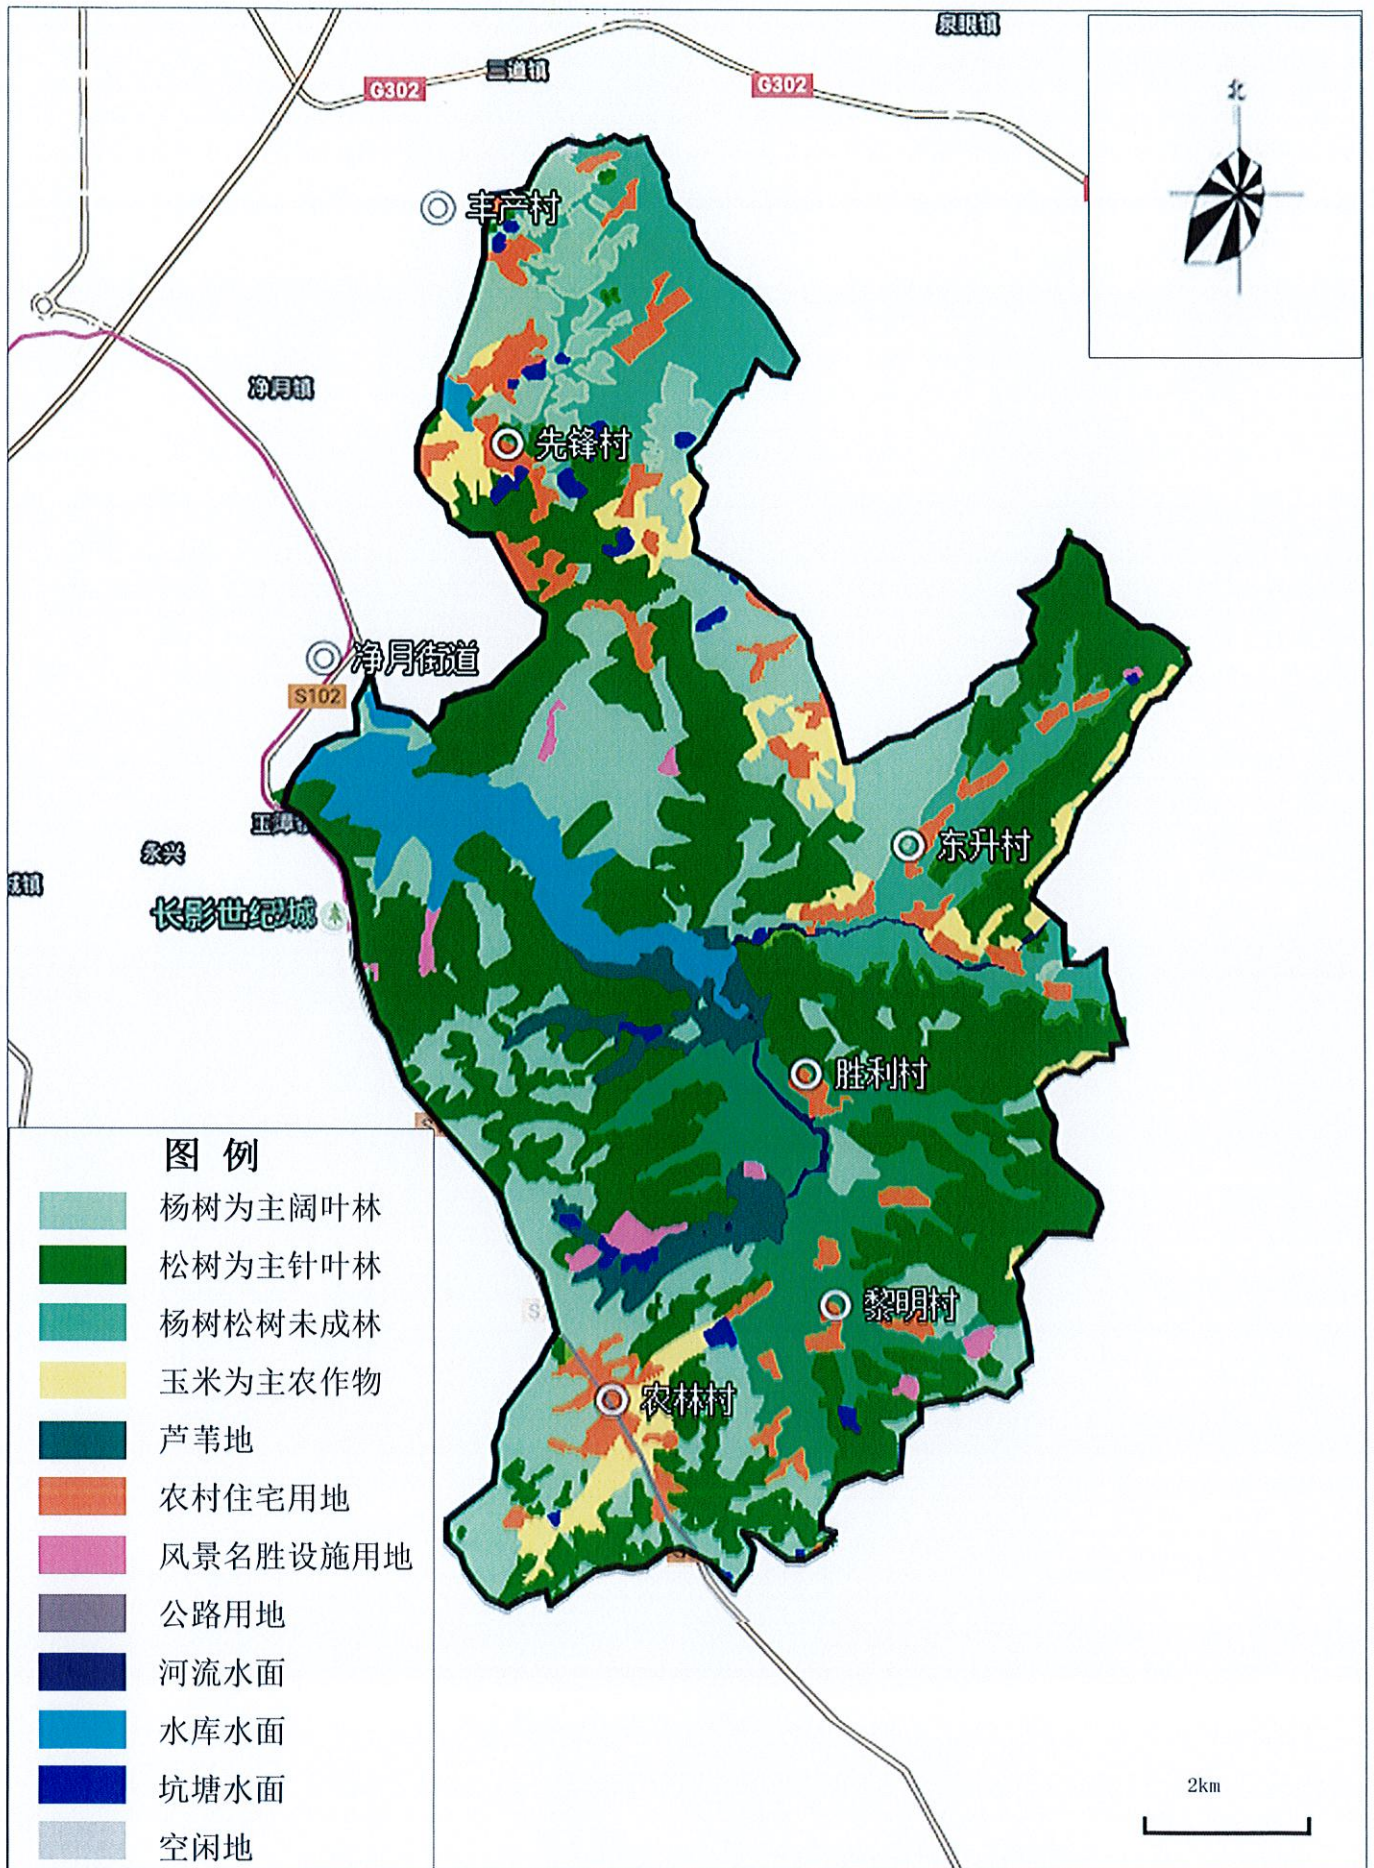 泉眼镇
三道镇
G302
G302
北
丰产村
净月镇
先锋村
净月街道
S102
东升村
玉潭
永兴
城镇
长影世纪城
胜利村
S
黎明村
农林村
图例
杨树为主阔叶林
松树为主针叶林
杨树松树未成林
玉米为主农作物
芦苇地
农村住宅用地
风景名胜设施用地
公路用地
河流水面
水库水面
坑塘水面
空闲地
2km